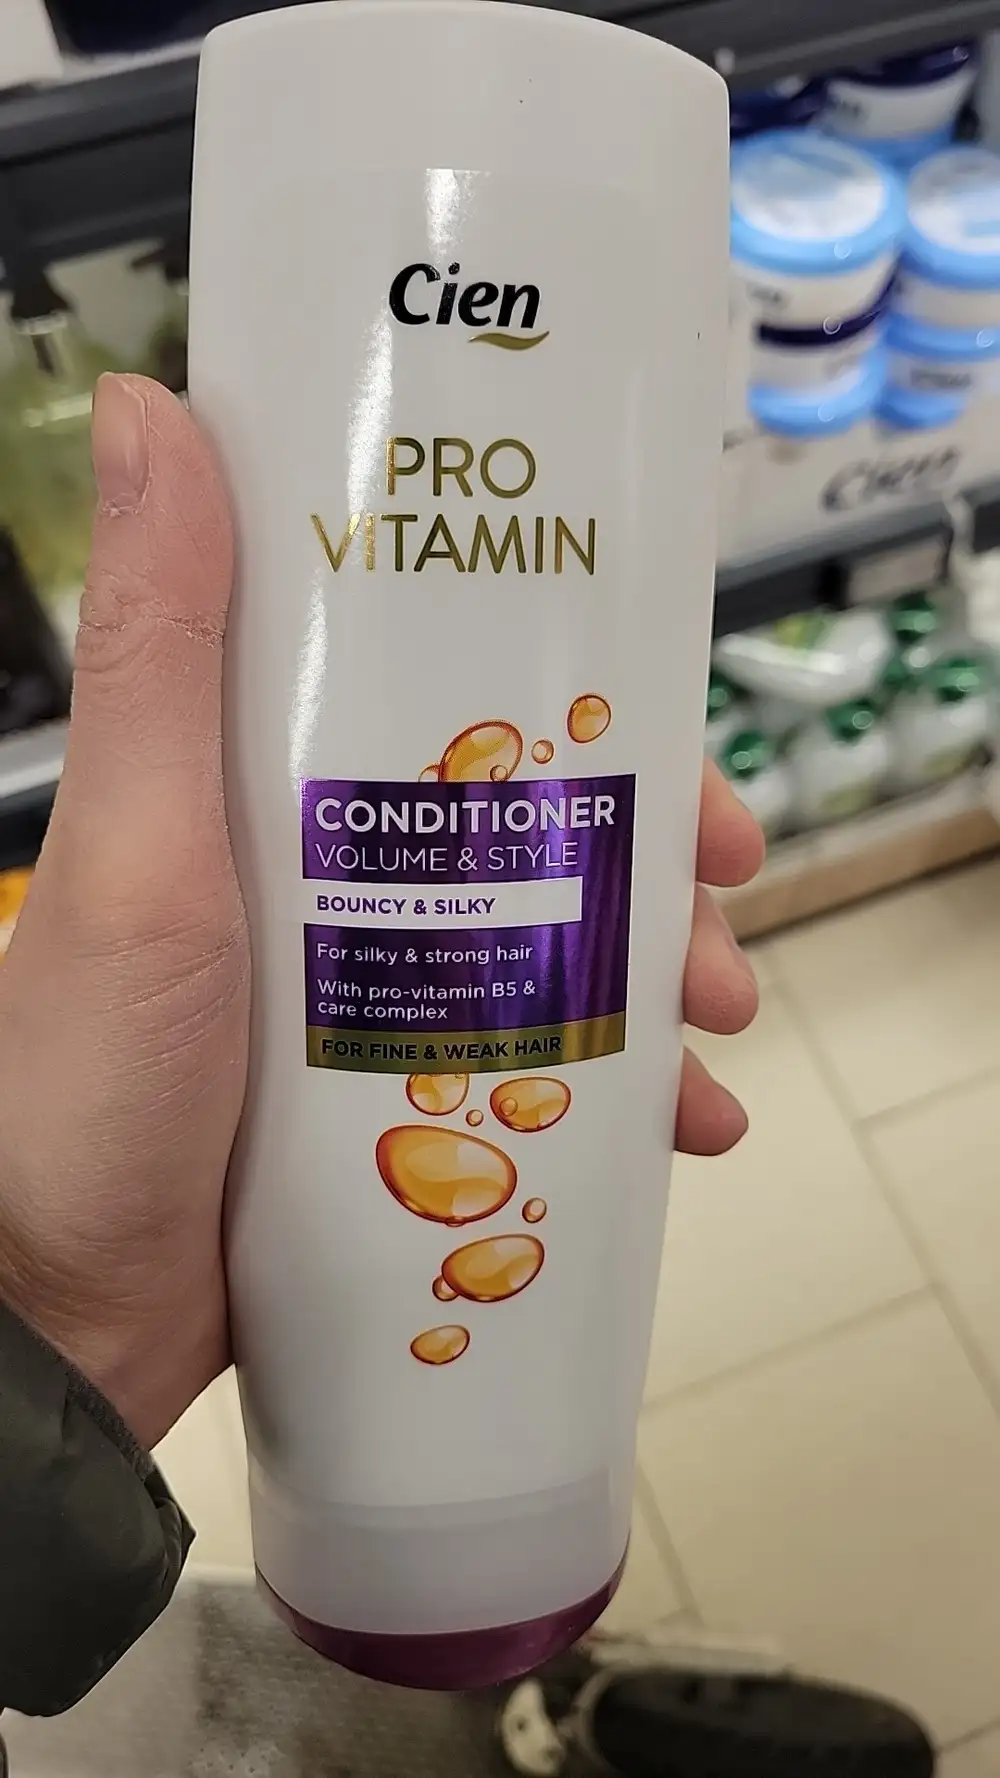 Cien
PRO
VITAMIN
CONDITIONER
VOLUME & STYLE
BOUNCY & SILKY
For silky & strong hair
With pro-vitamin B5 &
care complex
FOR FINE & WEAK HAIR
Cien